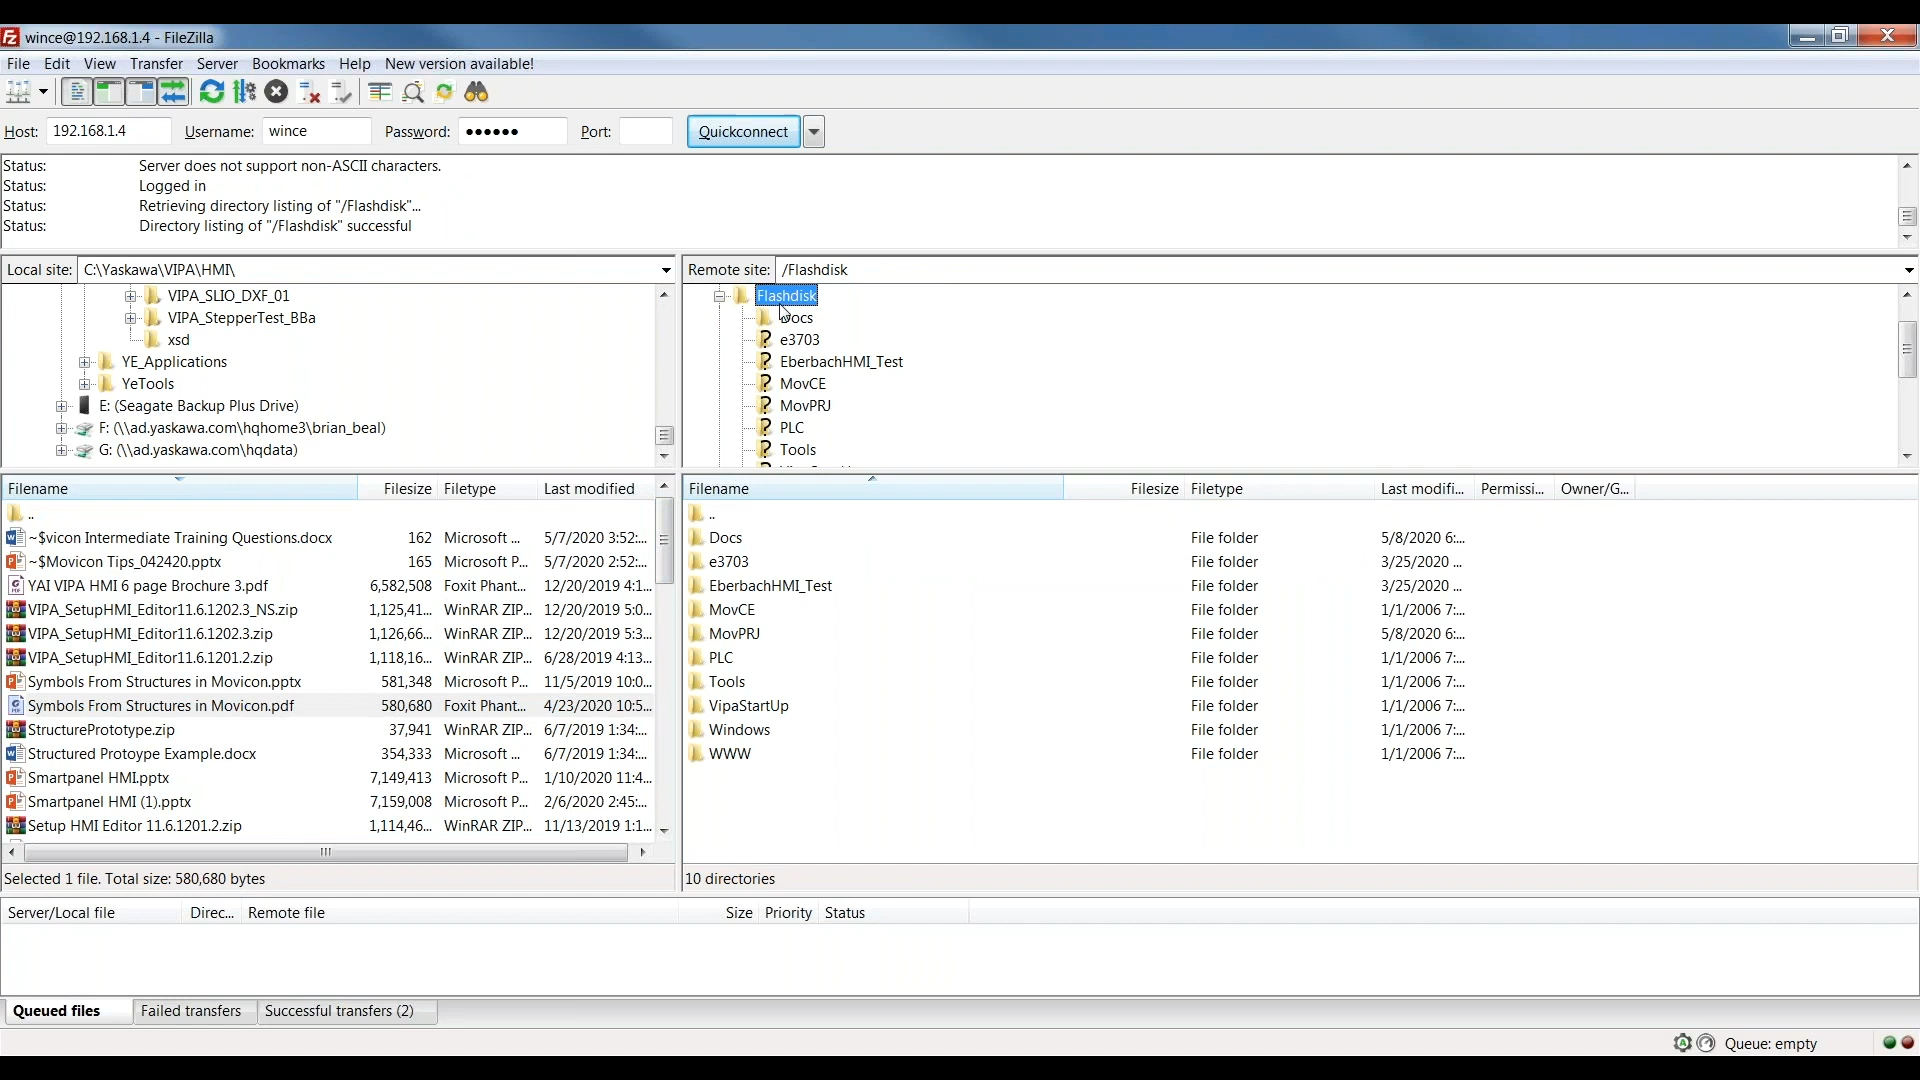 wince@192.168.1.4 - FileZilla
File Edit View Transfer Server Bookmarks Help New version available!
Host: 192.168.1.4 Username: wince Password: ●●●●●● Port: Quickconnect
Status: Server does not support non-ASCII characters.
Status: Logged in
Status: Retrieving directory listing of "/Flashdisk"...
Status: Directory listing of "/Flashdisk" successful
Local site: C:\Yaskawa\VIPA\HMI\
VIPA_SLIO_DXF_01
VIPA_StepperTest_BBa
xsd
YE_Applications
YeTools
E: (Seagate Backup Plus Drive)
F: (\\ad.yaskawa.com\hqhome3\brian_beal)
G: (\\ad.yaskawa.com\hqdata)
Remote site: /Flashdisk
Flashdisk
Docs
e3703
EberbachHMI_Test
MovCE
MovPRJ
PLC
Tools
Filename Filesize Filetype Last modified
..
~$vicon Intermediate Training Questions.docx 162 Microsoft ... 5/7/2020 3:52:...
~$Movicon Tips_042420.pptx 165 Microsoft P... 5/7/2020 2:52:...
YAI VIPA HMI 6 page Brochure 3.pdf 6,582,508 Foxit Phant... 12/20/2019 4:1...
VIPA_SetupHMI_Editor11.6.1202.3_NS.zip 1,125,41... WinRAR ZIP... 12/20/2019 5:0...
VIPA_SetupHMI_Editor11.6.1202.3.zip 1,126,66... WinRAR ZIP... 12/20/2019 5:3...
VIPA_SetupHMI_Editor11.6.1201.2.zip 1,118,16... WinRAR ZIP... 6/28/2019 4:13...
Symbols From Structures in Movicon.pptx 581,348 Microsoft P... 11/5/2019 10:0...
Symbols From Structures in Movicon.pdf 580,680 Foxit Phant... 4/23/2020 10:5...
StructurePrototype.zip 37,941 WinRAR ZIP... 6/7/2019 1:34:...
Structured Protoype Example.docx 354,333 Microsoft ... 6/7/2019 1:34:...
Smartpanel HMI.pptx 7,149,413 Microsoft P... 1/10/2020 11:4...
Smartpanel HMI (1).pptx 7,159,008 Microsoft P... 2/6/2020 2:45:...
Setup HMI Editor 11.6.1201.2.zip 1,114,46... WinRAR ZIP... 11/13/2019 1:1...
Selected 1 file. Total size: 580,680 bytes
Filename Filesize Filetype Last modifi... Permissi... Owner/G...
..
Docs File folder 5/8/2020 6:...
e3703 File folder 3/25/2020 ...
EberbachHMI_Test File folder 3/25/2020 ...
MovCE File folder 1/1/2006 7:...
MovPRJ File folder 5/8/2020 6:...
PLC File folder 1/1/2006 7:...
Tools File folder 1/1/2006 7:...
VipaStartUp File folder 1/1/2006 7:...
Windows File folder 1/1/2006 7:...
WWW File folder 1/1/2006 7:...
10 directories
Server/Local file Direc... Remote file Size Priority Status
Queued files Failed transfers Successful transfers (2)
Queue: empty